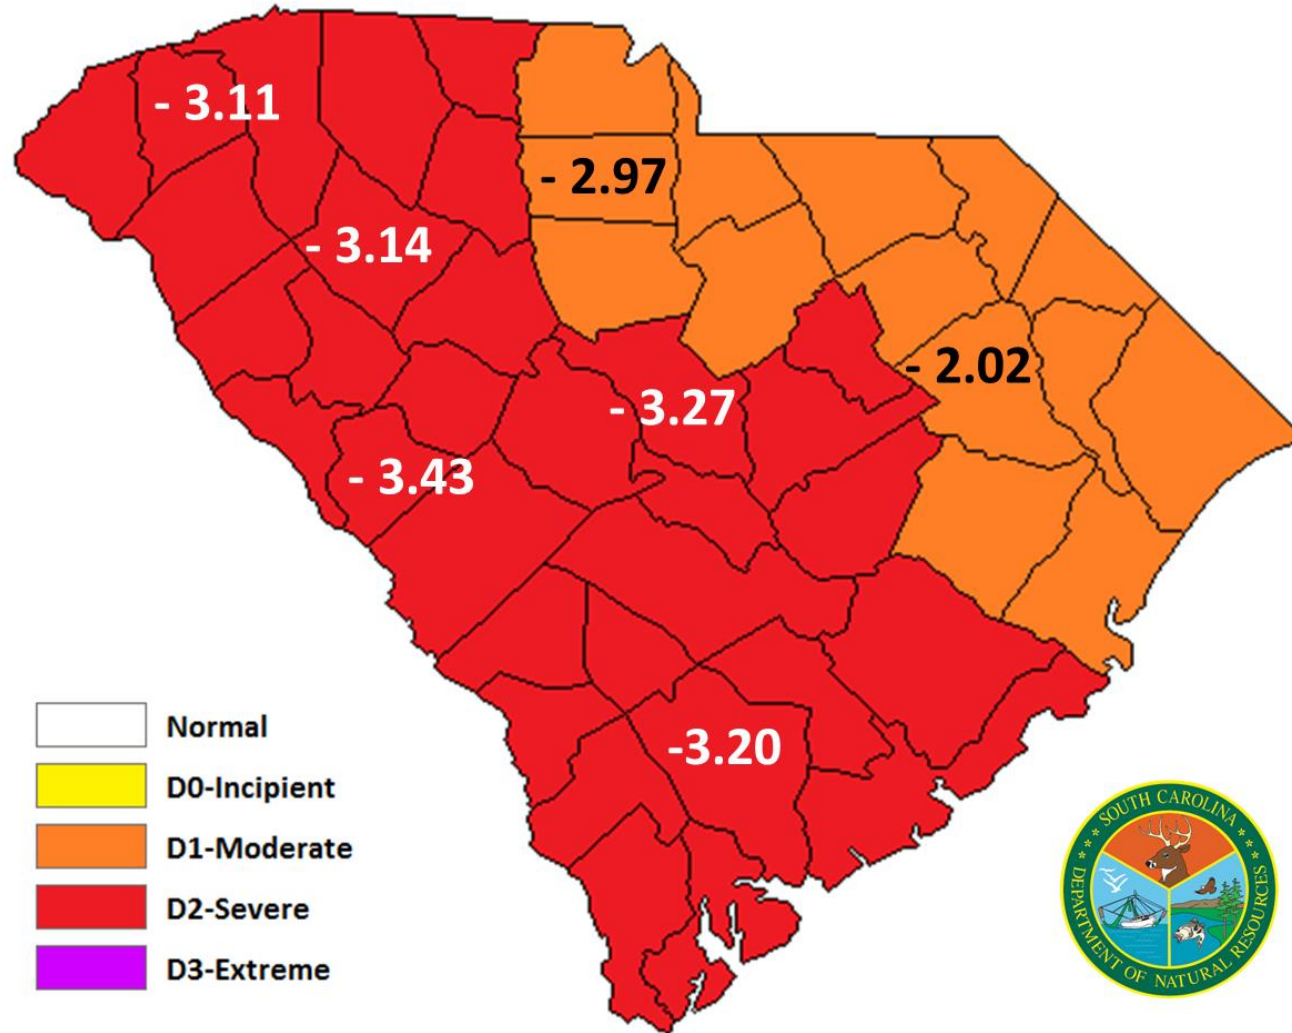 - 3.11
- 2.97
- 3.14
- 2.02
- 3.27
- 3.43
-3.20
Normal
D0-Incipient
D1-Moderate
D2-Severe
D3-Extreme
SOUTH CAROLINA
DEPARTMENT OF NATURAL RESOURCES